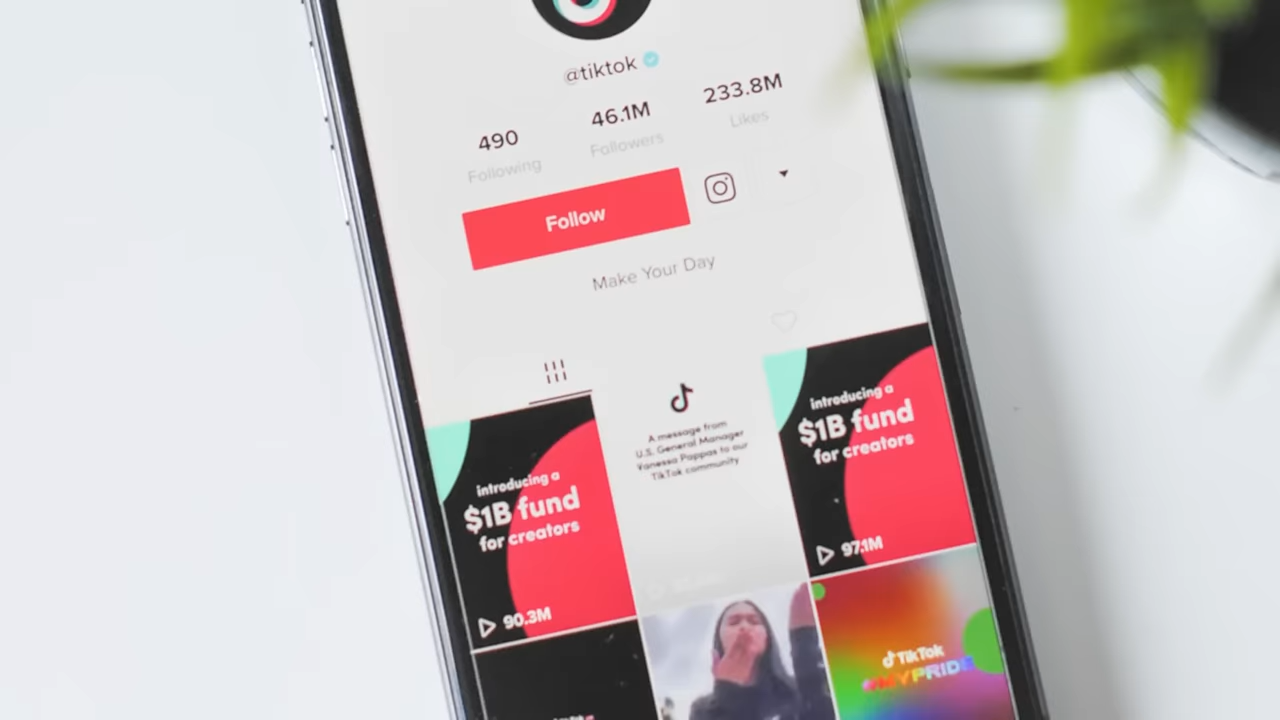 @tiktok
490
46.1M
233.8M
Following
Followers
Likes
Follow
Make Your Day
introducing a
$1B fund
for creators
90.3M
A message from
U.S. General Manager
Vanessa Pappas to our
TikTok community
introducing a
$1B fund
for creators
97.1M
TikTok
#MYPRIDE